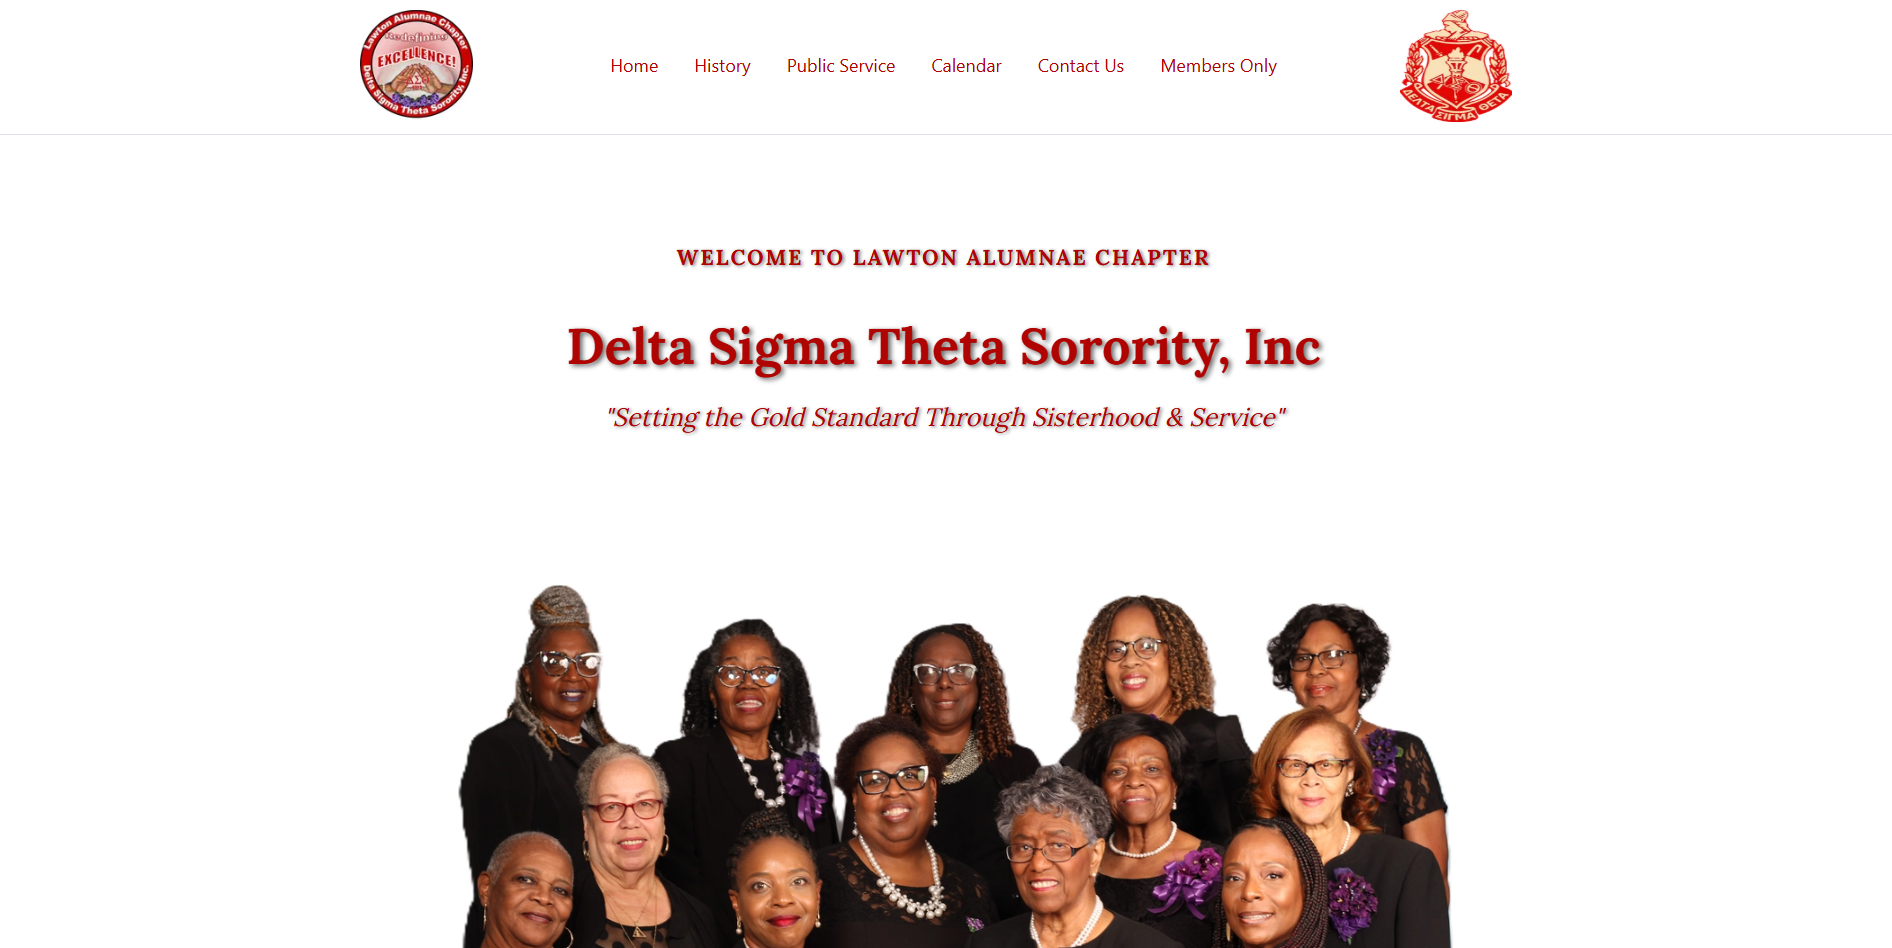 Lawton Alumnae Chapter
Redefining
EXCELLENCE!
ΔΣΘ
Delta Sigma Theta Sorority, Inc.
Home
History
Public Service
Calendar
Contact Us
Members Only
ΔΕΛΤΑ
ΣΙΓΜΑ
ΘΕΤΑ
WELCOME TO LAWTON ALUMNAE CHAPTER
Delta Sigma Theta Sorority, Inc
"Setting the Gold Standard Through Sisterhood & Service"